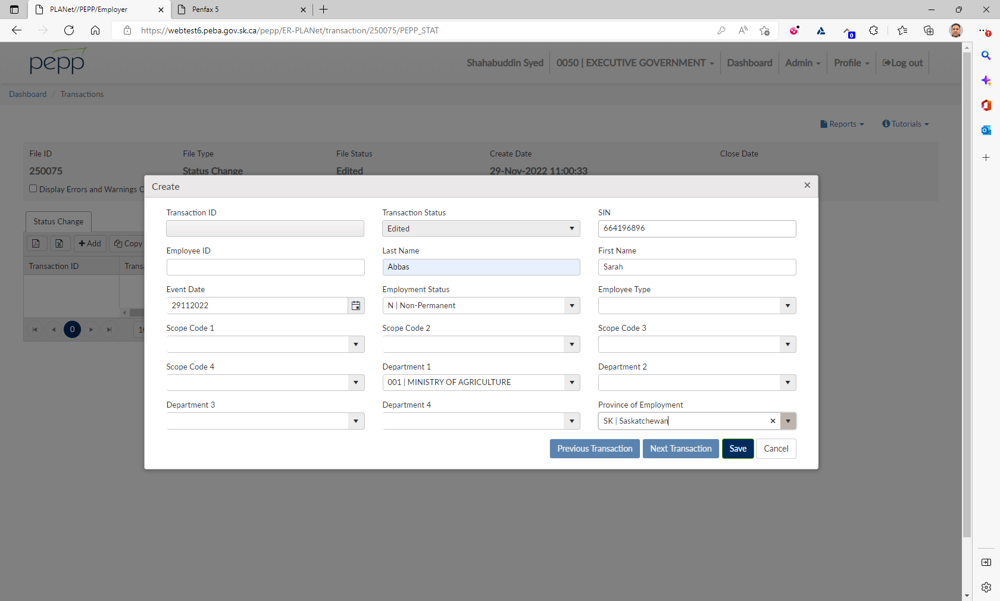 PLANet//PEPP/Employer
Penfax 5
https://webtest6.peba.gov.sk.ca/pepp/ER-PLANet/transaction/250075/PEPP_STAT
0
pepp
Shahabuddin Syed
0050 | EXECUTIVE GOVERNMENT
Dashboard
Admin
Profile
Log out
Dashboard / Transactions
Reports
Tutorials
File ID
File Type
File Status
Create Date
Close Date
250075
Status Change
Edited
29-Nov-2022 11:00:33
Display Errors and Warnings
Create
Status Change
Add
Copy
Transaction ID
Trans
0
Transaction ID
Transaction Status
SIN
Edited
664196896
Employee ID
Last Name
First Name
Abbas
Sarah
Event Date
Employment Status
Employee Type
29112022
N | Non-Permanent
Scope Code 1
Scope Code 2
Scope Code 3
Scope Code 4
Department 1
Department 2
001 | MINISTRY OF AGRICULTURE
Department 3
Department 4
Province of Employment
SK | Saskatchewan
Previous Transaction
Next Transaction
Save
Cancel